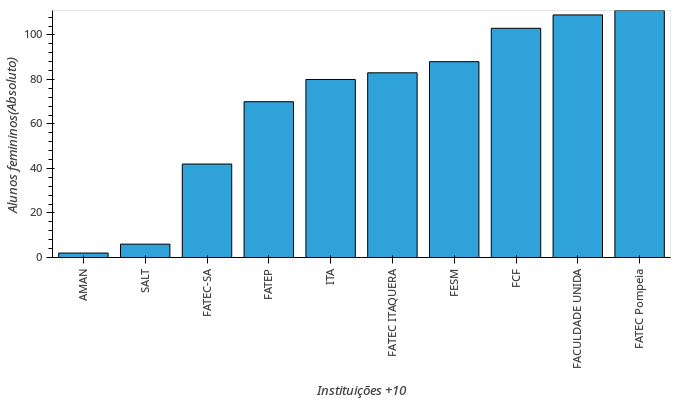 Alunos femininos(Absoluto)
100
80
60
40
20
0
AMAN
SALT
FATEC-SA
FATEP
ITA
FATEC ITAQUERA
FESM
FCF
FACULDADE UNIDA
FATEC Pompeia
Instituições +10